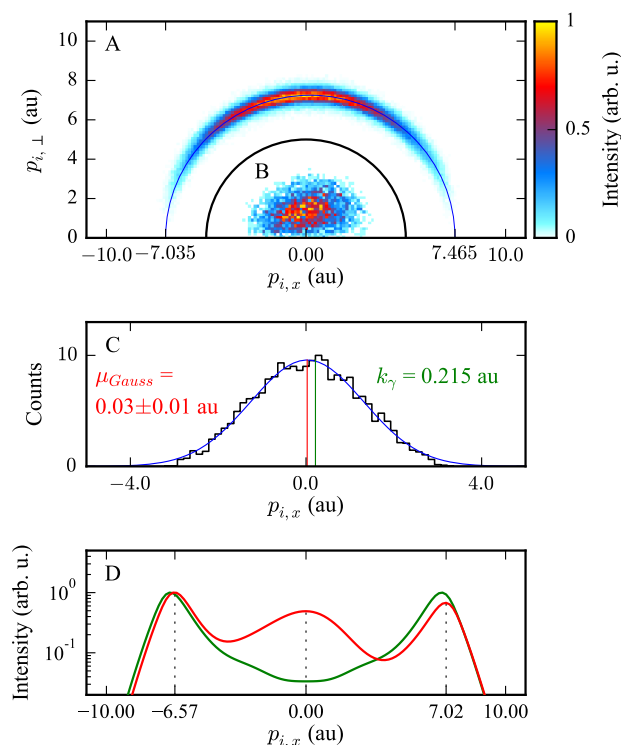 10
8
6
4
2
0
p_{i,⊥} (au)
A
B
−10.0
−7.035
0.00
7.465
10.0
p_{i,x} (au)
1
0.5
0
Intensity (arb. u.)
10
0
Counts
C
μ_{Gauss} =
0.03±0.01 au
k_γ = 0.215 au
−4.0
0.0
4.0
p_{i,x} (au)
10^0
10^{-1}
Intensity (arb. u.)
D
−10.00
−6.57
0.00
7.02
10.00
p_{i,x} (au)